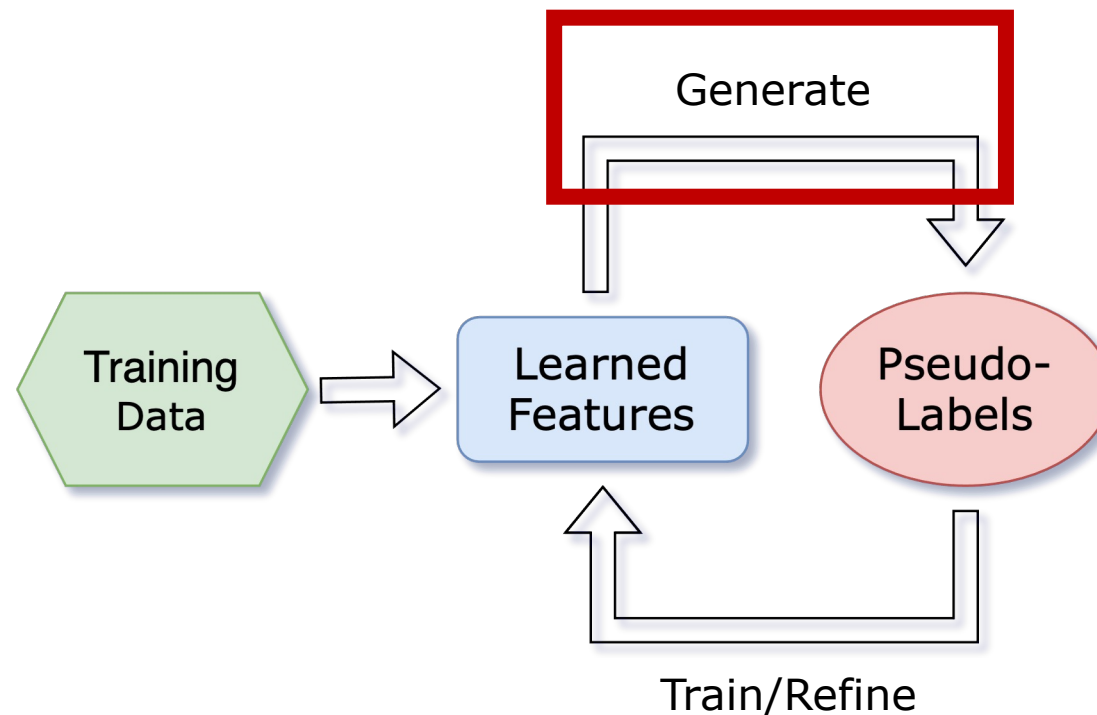 Generate
Training
Data
Learned
Features
Pseudo-
Labels
Train/Refine